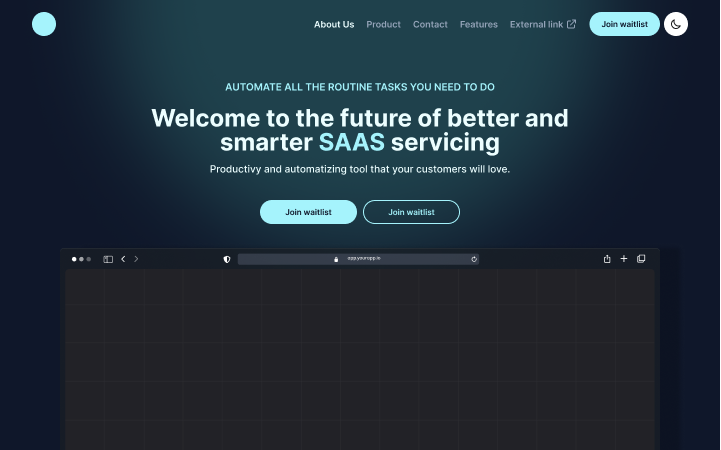 About Us
Product
Contact
Features
External link
Join waitlist
AUTOMATE ALL THE ROUTINE TASKS YOU NEED TO DO
Welcome to the future of better and
smarter SAAS servicing
Productivy and automatizing tool that your customers will love.
Join waitlist
Join waitlist
app.yourapp.io